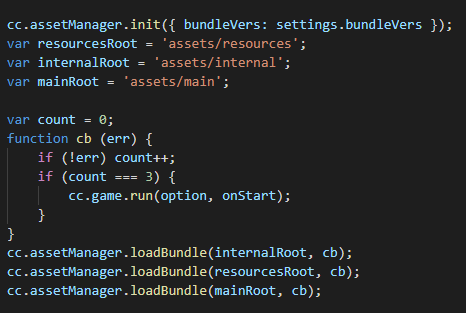 cc.assetManager.init({ bundleVers: settings.bundleVers });
var resourcesRoot = 'assets/resources';
var internalRoot = 'assets/internal';
var mainRoot = 'assets/main';

var count = 0;
function cb (err) {
    if (!err) count++;
    if (count === 3) {
        cc.game.run(option, onStart);
    }
}
cc.assetManager.loadBundle(internalRoot, cb);
cc.assetManager.loadBundle(resourcesRoot, cb);
cc.assetManager.loadBundle(mainRoot, cb);